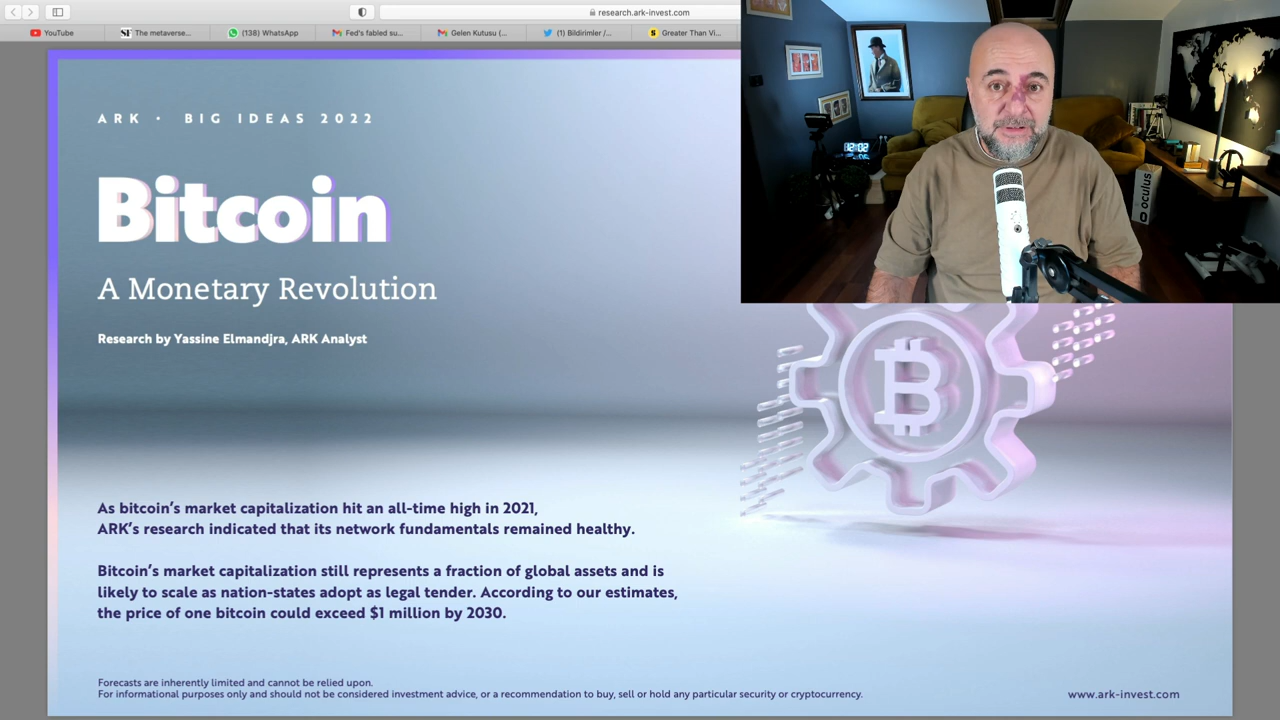 research.ark-invest.com
YouTube
The metaverse...
(138) WhatsApp
Fed's fabled su...
Gelen Kutusu (...
(1) Bildirimler /...
Greater Than Vi...
ARK · BIG IDEAS 2022
Bitcoin
A Monetary Revolution
Research by Yassine Elmandjra, ARK Analyst
12:02
oculus
As bitcoin’s market capitalization hit an all-time high in 2021,
ARK’s research indicated that its network fundamentals remained healthy.
Bitcoin’s market capitalization still represents a fraction of global assets and is
likely to scale as nation-states adopt as legal tender. According to our estimates,
the price of one bitcoin could exceed $1 million by 2030.
Forecasts are inherently limited and cannot be relied upon.
For informational purposes only and should not be considered investment advice, or a recommendation to buy, sell or hold any particular security or cryptocurrency.
www.ark-invest.com